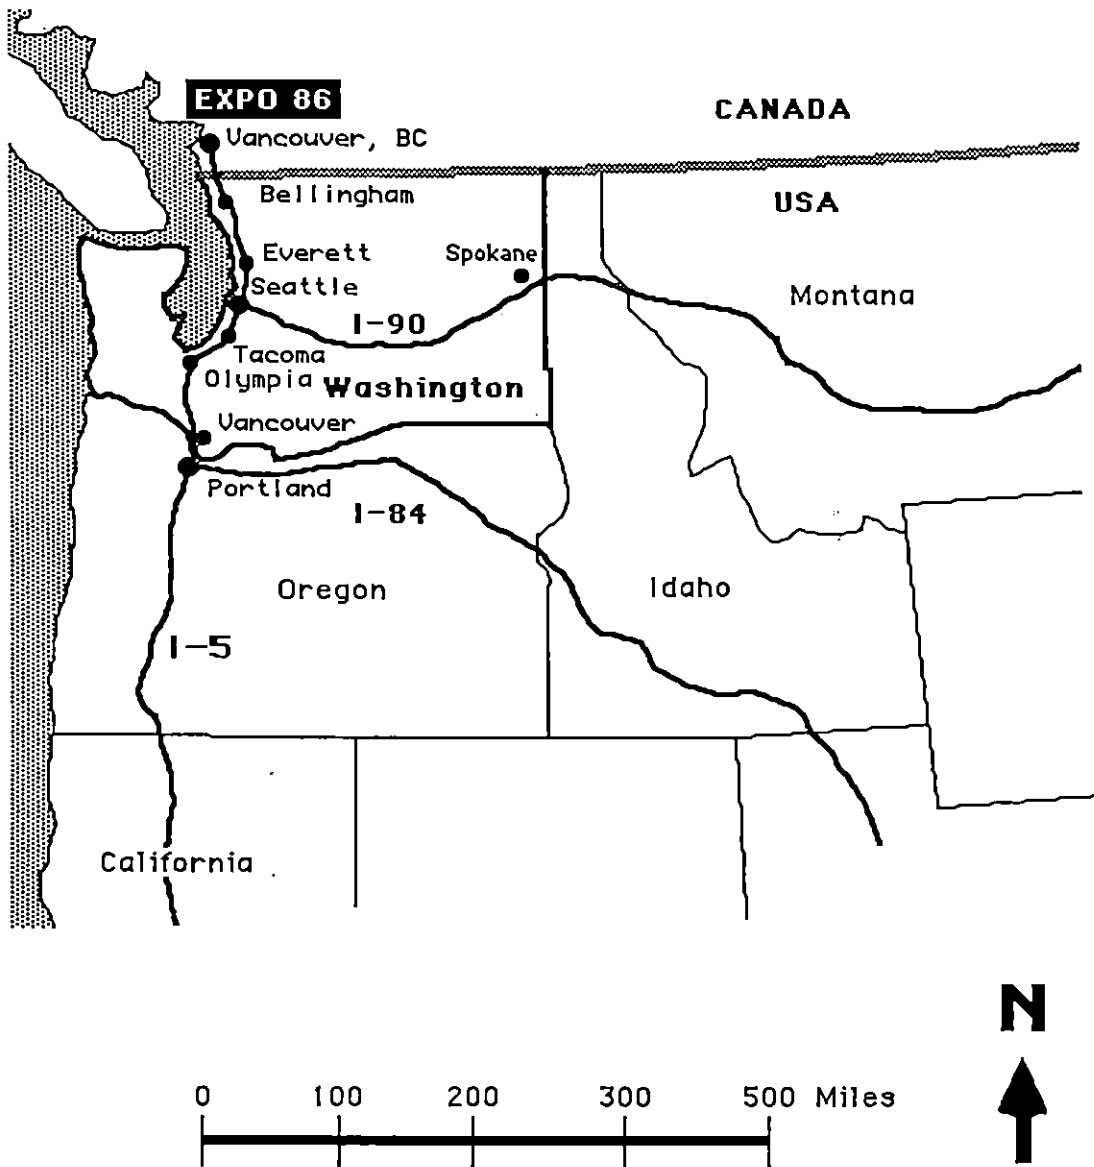 EXPO 86
CANADA
Vancouver, BC
Bellingham
USA
Everett
Spokane
Seattle
Montana
I-90
Tacoma
Olympia
Washington
Vancouver
Portland
I-84
Oregon
Idaho
I-5
California
N
0 100 200 300 500 Miles